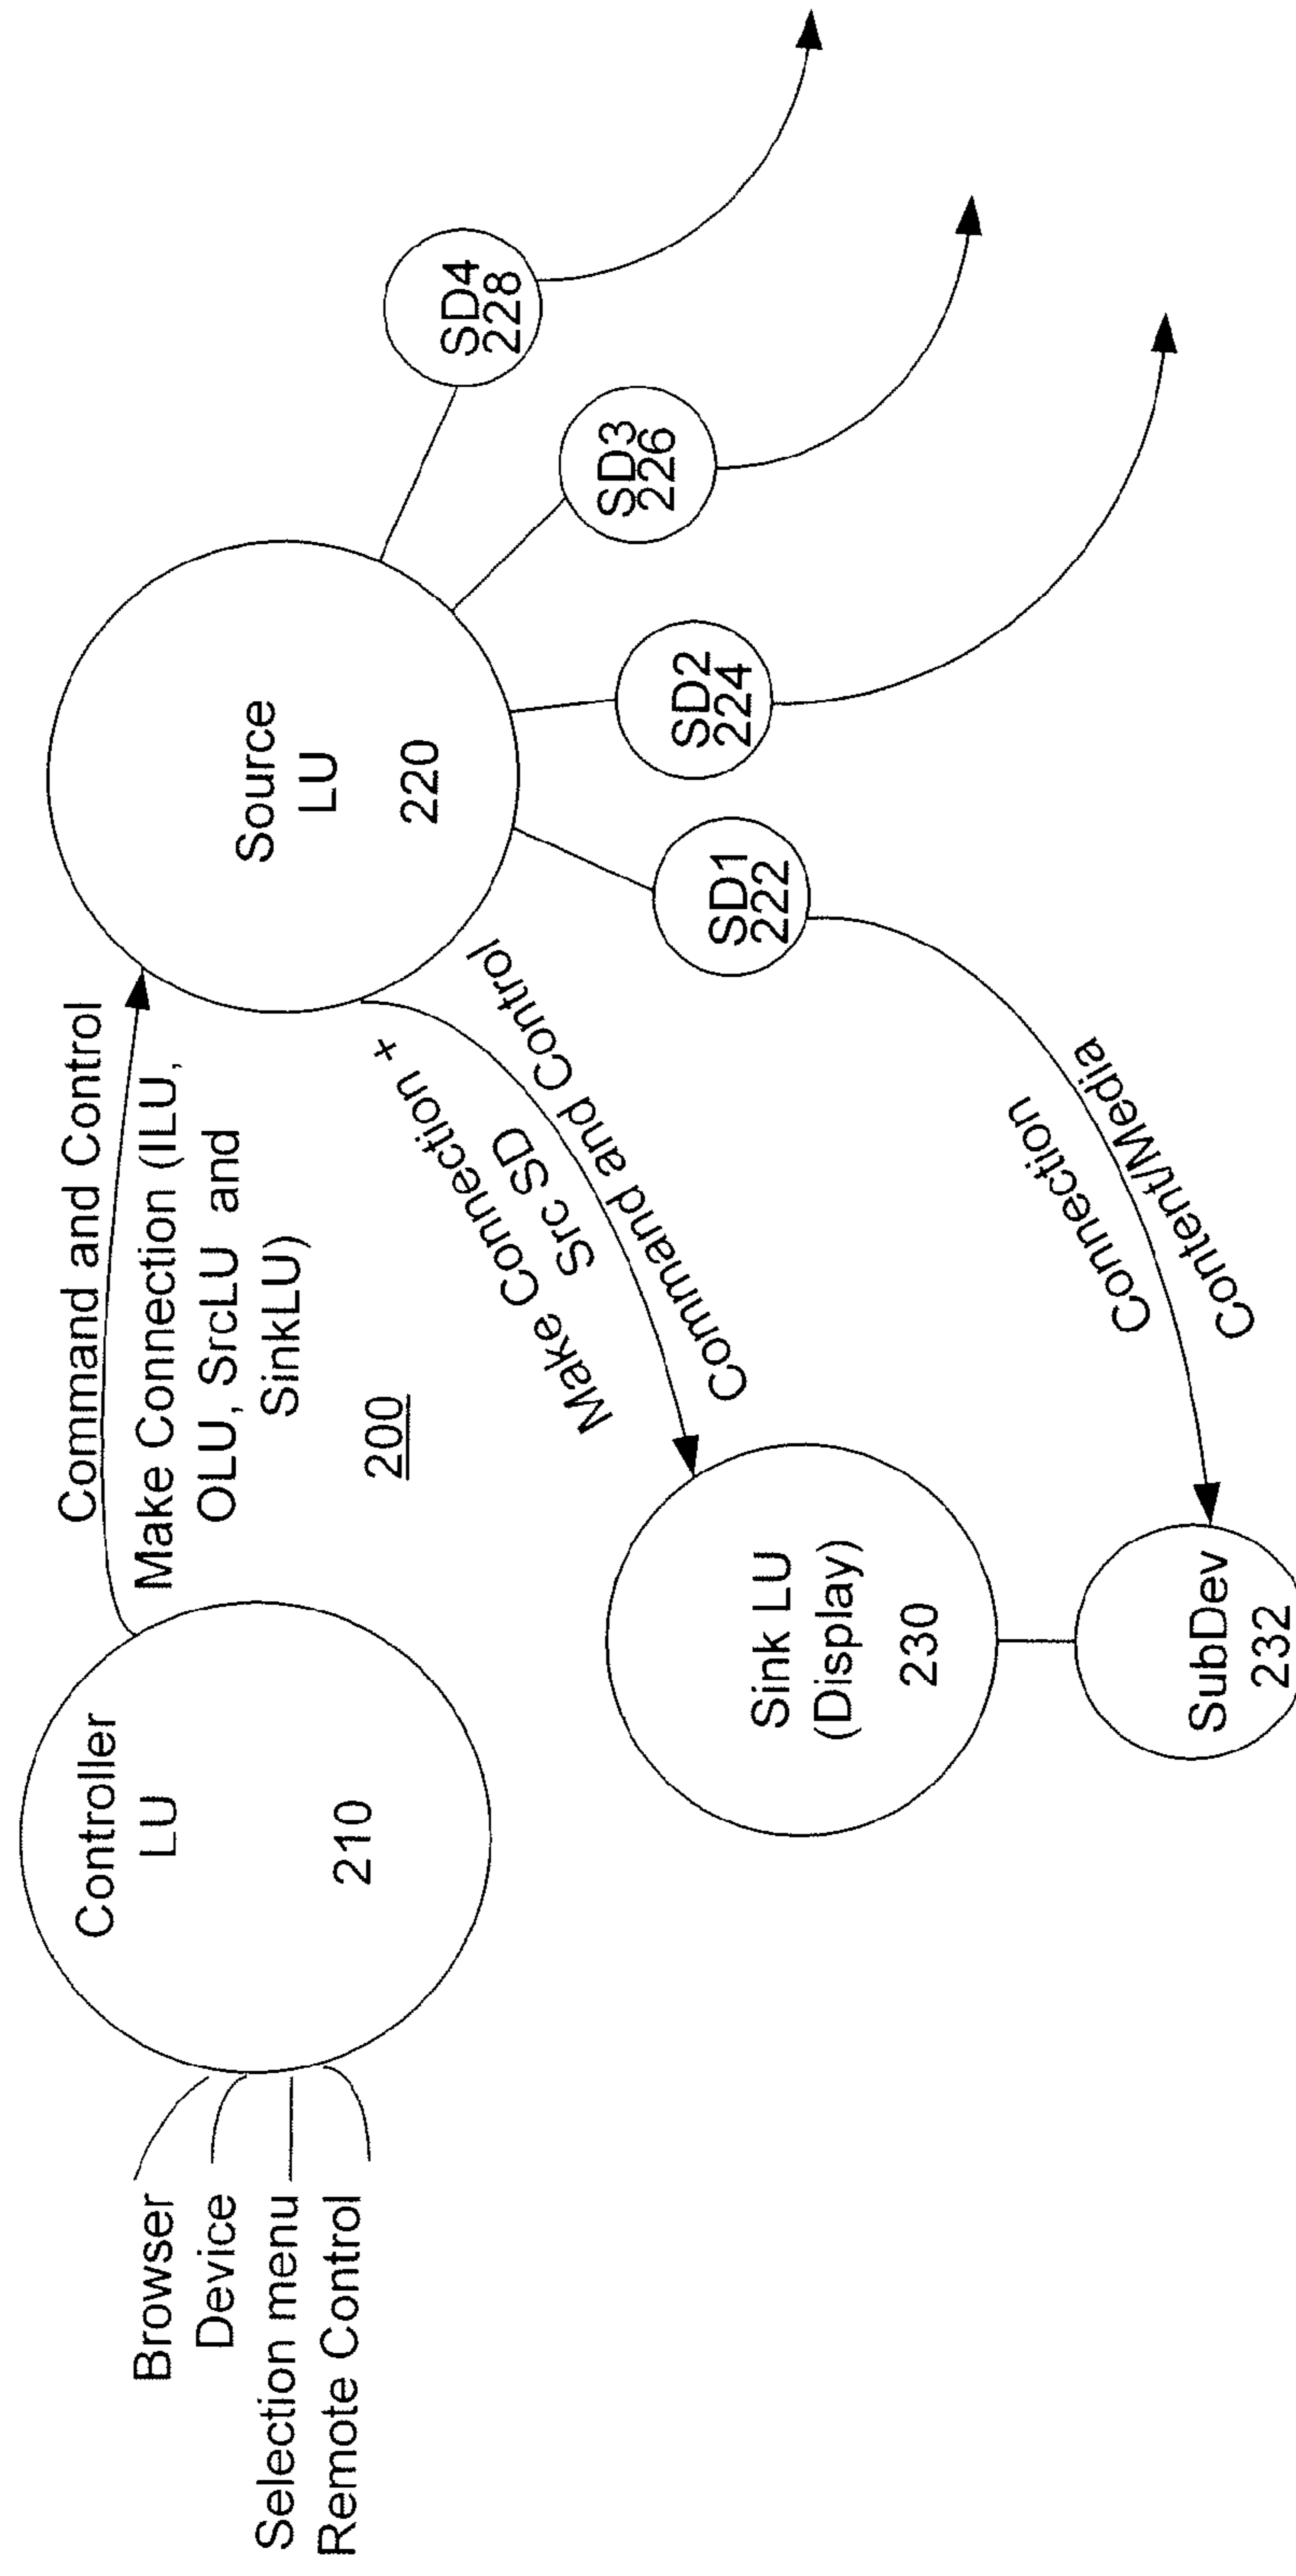 Browser
Device
Selection menu
Remote Control
Controller
LU
210
Command and Control
Make Connection (ILU,
OLU, SrcLU and
SinkLU)
200
Source
LU
220
Make Connection +
Src SD
Command and Control
Sink LU
(Display)
230
SubDev
232
Connection
Content/Media
SD1
222
SD2
224
SD3
226
SD4
228